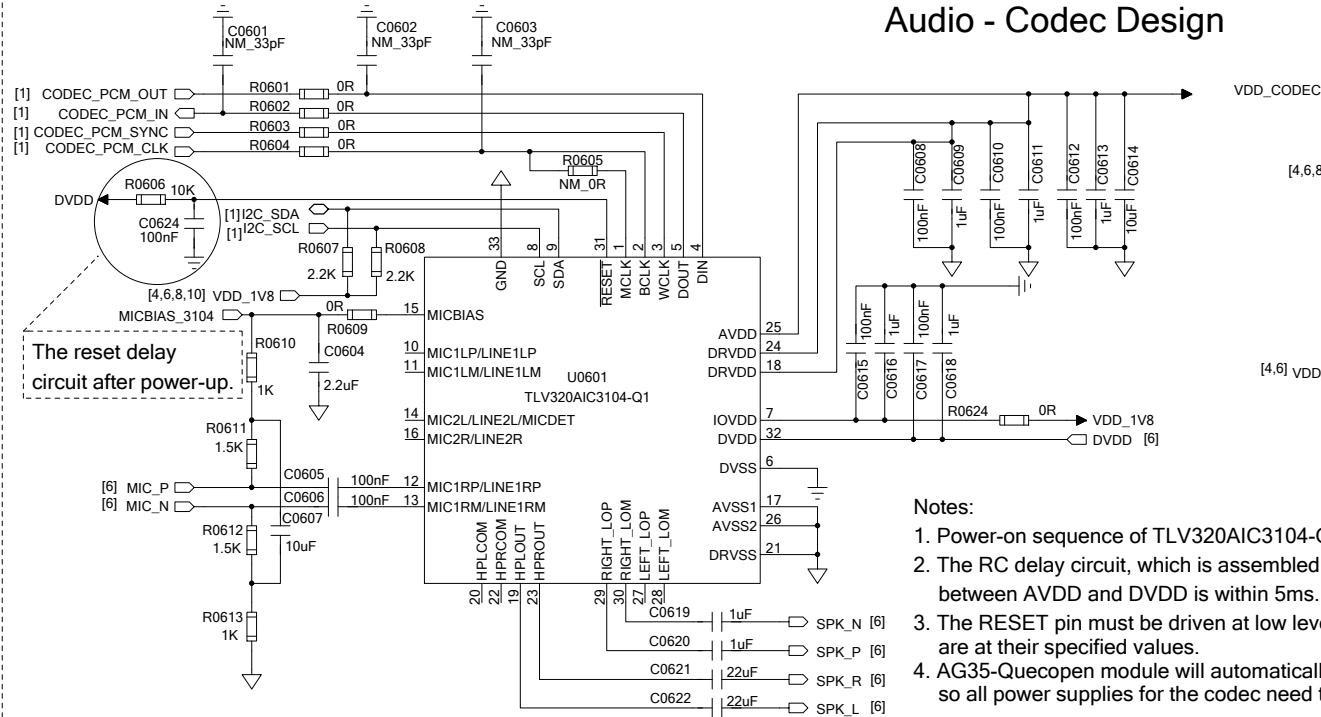 Audio - Codec Design
C0601
NM_33pF
C0602
NM_33pF
C0603
NM_33pF
[1] CODEC_PCM_OUT
R0601 0R
[1] CODEC_PCM_IN
R0602 0R
[1] CODEC_PCM_SYNC
R0603 0R
[1] CODEC_PCM_CLK
R0604 0R
R0605
NM_0R
DVDD
R0606 10K
C0624
100nF
[1] I2C_SDA
[1] I2C_SCL
R0607
2.2K
R0608
2.2K
[4,6,8,10] VDD_1V8
MICBIAS_3104
0R
R0609
The reset delay
circuit after power-up.
R0610
1K
C0604
2.2uF
R0611
1.5K
[6] MIC_P
[6] MIC_N
C0605
100nF
C0606
100nF
C0607
10uF
R0612
1.5K
R0613
1K
33 GND
8 SCL
9 SDA
31 RESET
1 MCLK
2 BCLK
3 WCLK
5 DOUT
4 DIN
15 MICBIAS
10 MIC1LP/LINE1LP
11 MIC1LM/LINE1LM
14 MIC2L/LINE2L/MICDET
16 MIC2R/LINE2R
12 MIC1RP/LINE1RP
13 MIC1RM/LINE1RM
U0601
TLV320AIC3104-Q1
AVDD 25
DRVDD 24
DRVDD 18
IOVDD 7
DVDD 32
DVSS 6
AVSS1 17
AVSS2 26
DRVSS 21
HPLCOM 20
HPRCOM 22
HPLOUT 19
HPROUT 23
RIGHT_LOP 29
RIGHT_LOM 30
LEFT_LOP 27
LEFT_LOM 28
C0619 1uF SPK_N [6]
C0620 1uF SPK_P [6]
C0621 22uF SPK_R [6]
C0622 22uF SPK_L [6]
VDD_CODEC
C0608
100nF
C0609
1uF
C0610
100nF
C0611
1uF
C0612
100nF
C0613
1uF
C0614
10uF
C0615
100nF
C0616
1uF
C0617
100nF
C0618
1uF
R0624 0R
VDD_1V8
DVDD [6]
[4,6,8
[4,6] VDD
Notes:
1. Power-on sequence of TLV320AIC3104-
2. The RC delay circuit, which is assembled
between AVDD and DVDD is within 5ms.
3. The RESET pin must be driven at low leve
are at their specified values.
4. AG35-Quecopen module will automaticall
so all power supplies for the codec need t